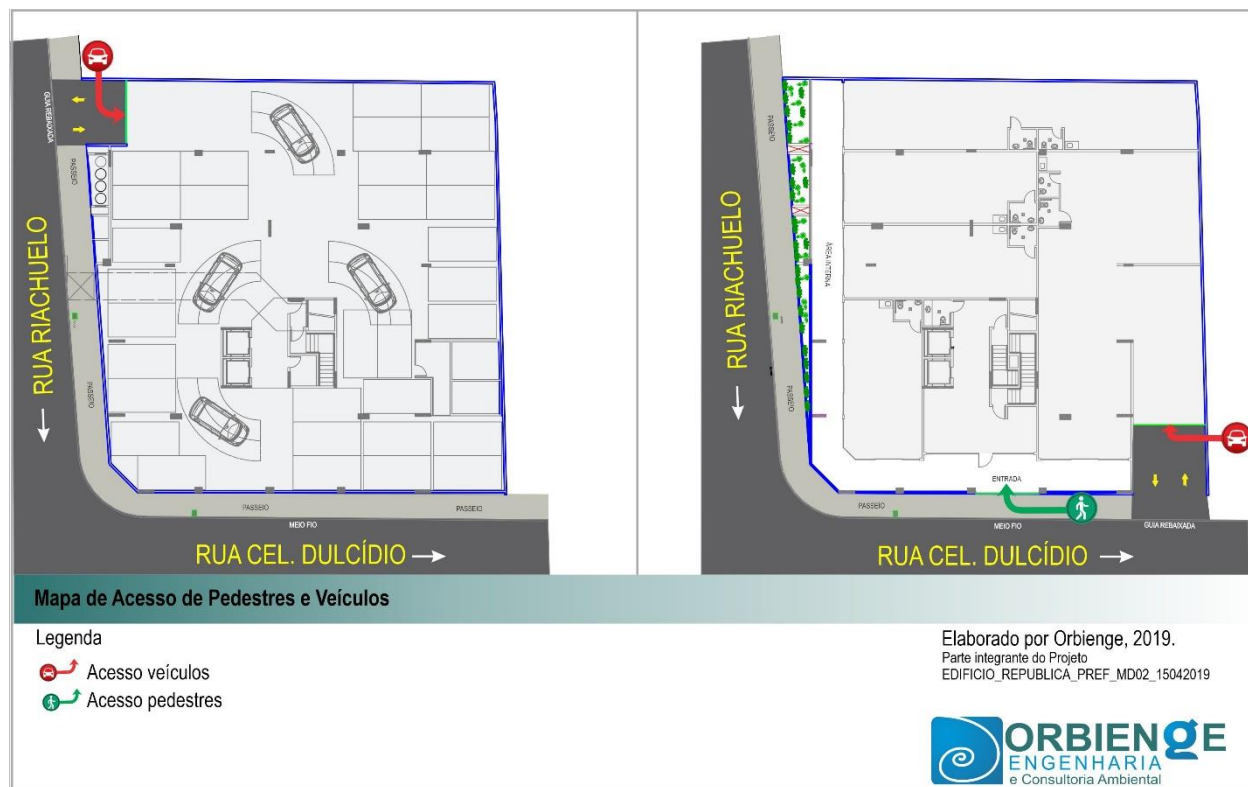 GUIA REBAIXADA
PASSEIO
RUA RIACHUELO
PASSEIO
PASSEIO
PASSEIO
MEIO FIO
RUA CEL. DULCÍDIO
PASSEIO
RUA RIACHUELO
PASSEIO
ÁREA INTERNA
ENTRADA
PASSEIO
MEIO FIO
GUIA REBAIXADA
RUA CEL. DULCÍDIO
Mapa de Acesso de Pedestres e Veículos
Legenda
Acesso veículos
Acesso pedestres
Elaborado por Orbienge, 2019.
Parte integrante do Projeto
EDIFICIO_REPUBLICA_PREF_MD02_15042019
ORBIENgE
ENGENHARIA
e Consultoria Ambiental